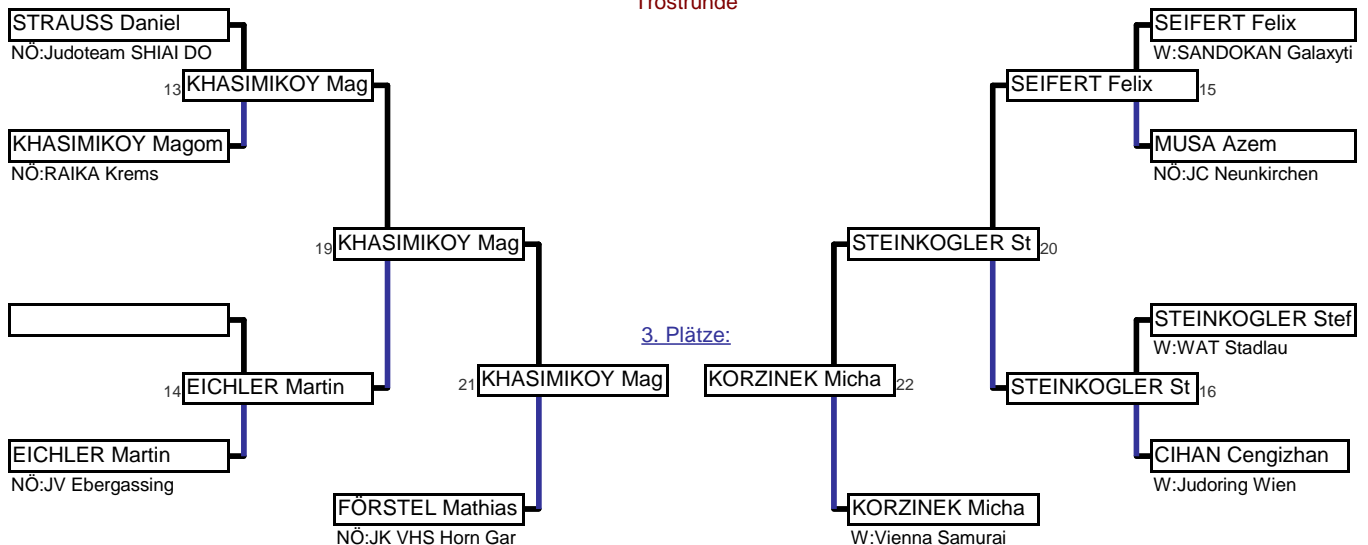 Trostrunde
STRAUSS Daniel
NÖ:Judoteam SHIAI DO
13 KHASIMIKOY Mag
KHASIMIKOY Magom
NÖ:RAIKA Krems
19 KHASIMIKOY Mag
14 EICHLER Martin
EICHLER Martin
NÖ:JV Ebergassing
21 KHASIMIKOY Mag
FÖRSTEL Mathias
NÖ:JK VHS Horn Gar
3. Plätze:
SEIFERT Felix
W:SANDOKAN Galaxyti
SEIFERT Felix 15
MUSA Azem
NÖ:JC Neunkirchen
STEINKOGLER St 20
STEINKOGLER Stef
W:WAT Stadlau
STEINKOGLER St 16
CIHAN Cengizhan
W:Judoring Wien
KORZINEK Micha 22
KORZINEK Micha
W:Vienna Samurai